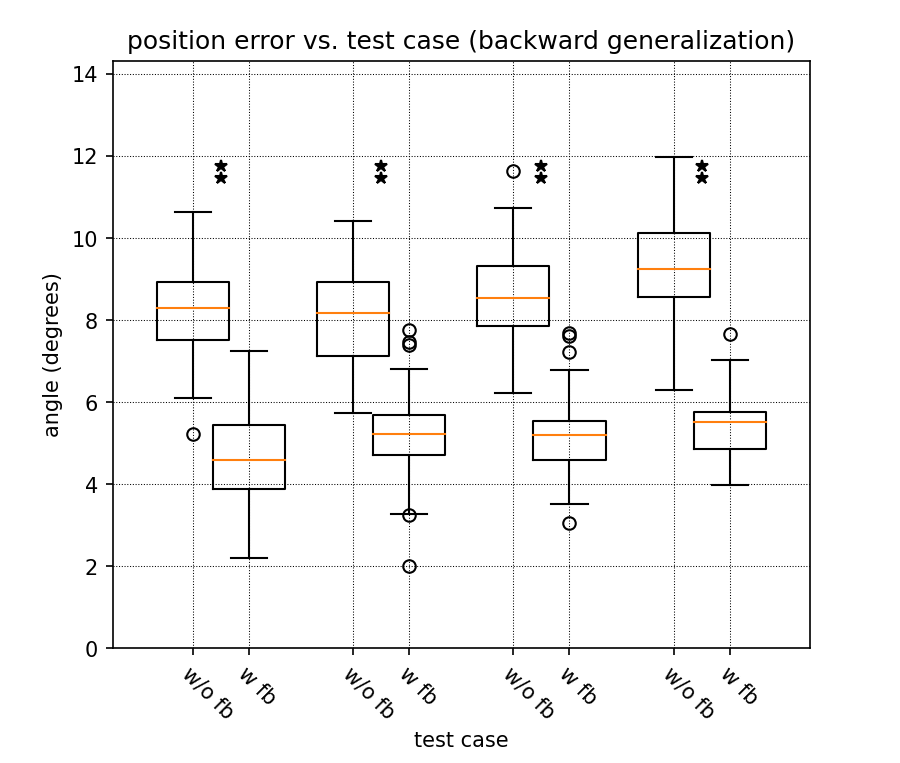 position error vs. test case (backward generalization)
14
12
10
8
6
4
2
0
angle (degrees)
w/o fb
w fb
w/o fb
w fb
w/o fb
w fb
w/o fb
w fb
test case